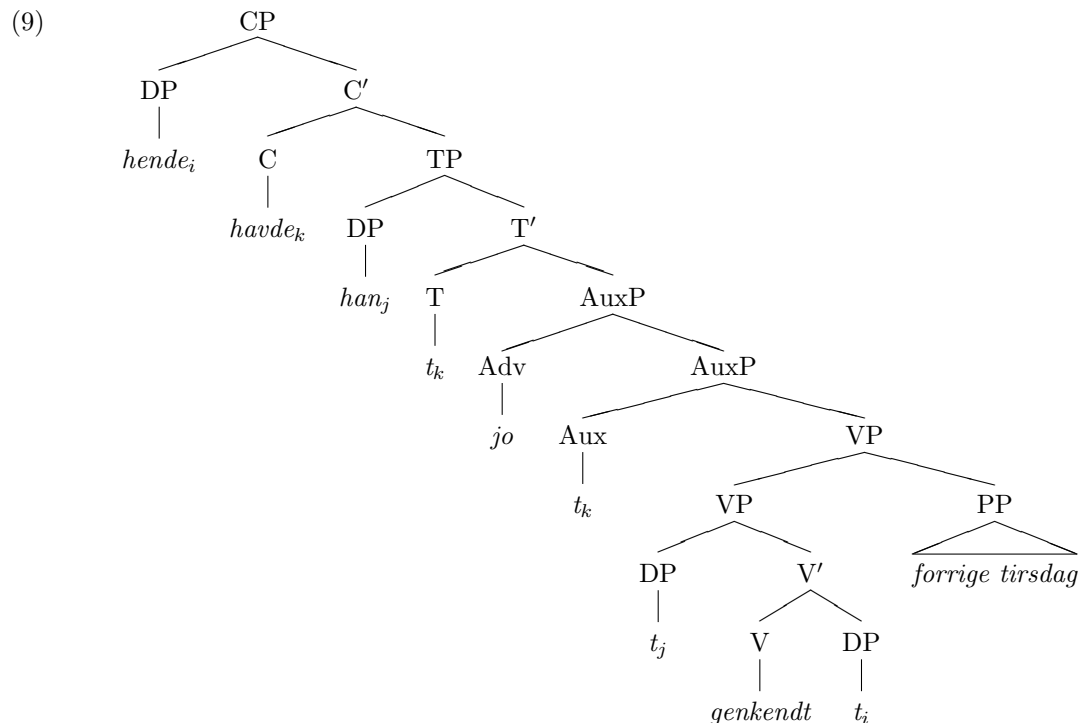 (9) CP
DP C′
hende_i C TP
havde_k DP T′
han_j T AuxP
t_k Adv AuxP
jo Aux VP
t_k VP PP
DP V′ forrige tirsdag
t_j V DP
genkendt t_i